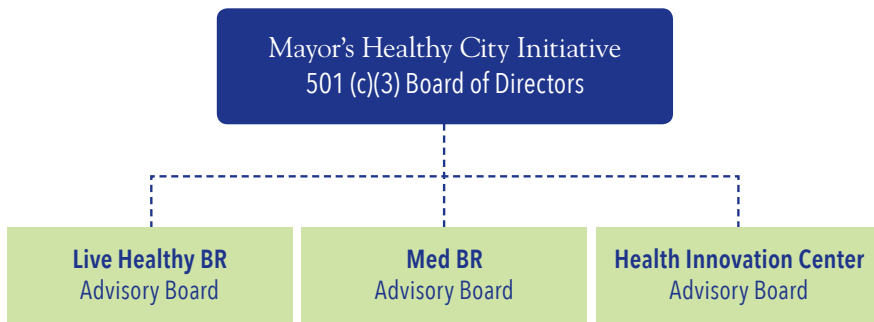 Mayor’s Healthy City Initiative
501 (c)(3) Board of Directors
Live Healthy BR
Advisory Board
Med BR
Advisory Board
Health Innovation Center
Advisory Board